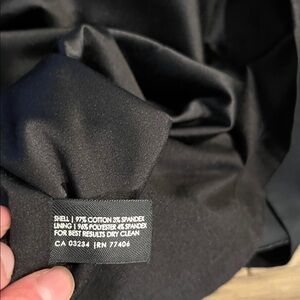 SHELL | 97% COTTON 3% SPANDEX
LINING | 96% POLYESTER 4% SPANDEX
FOR BEST RESULTS DRY CLEAN
CA 03234 | RN 77406